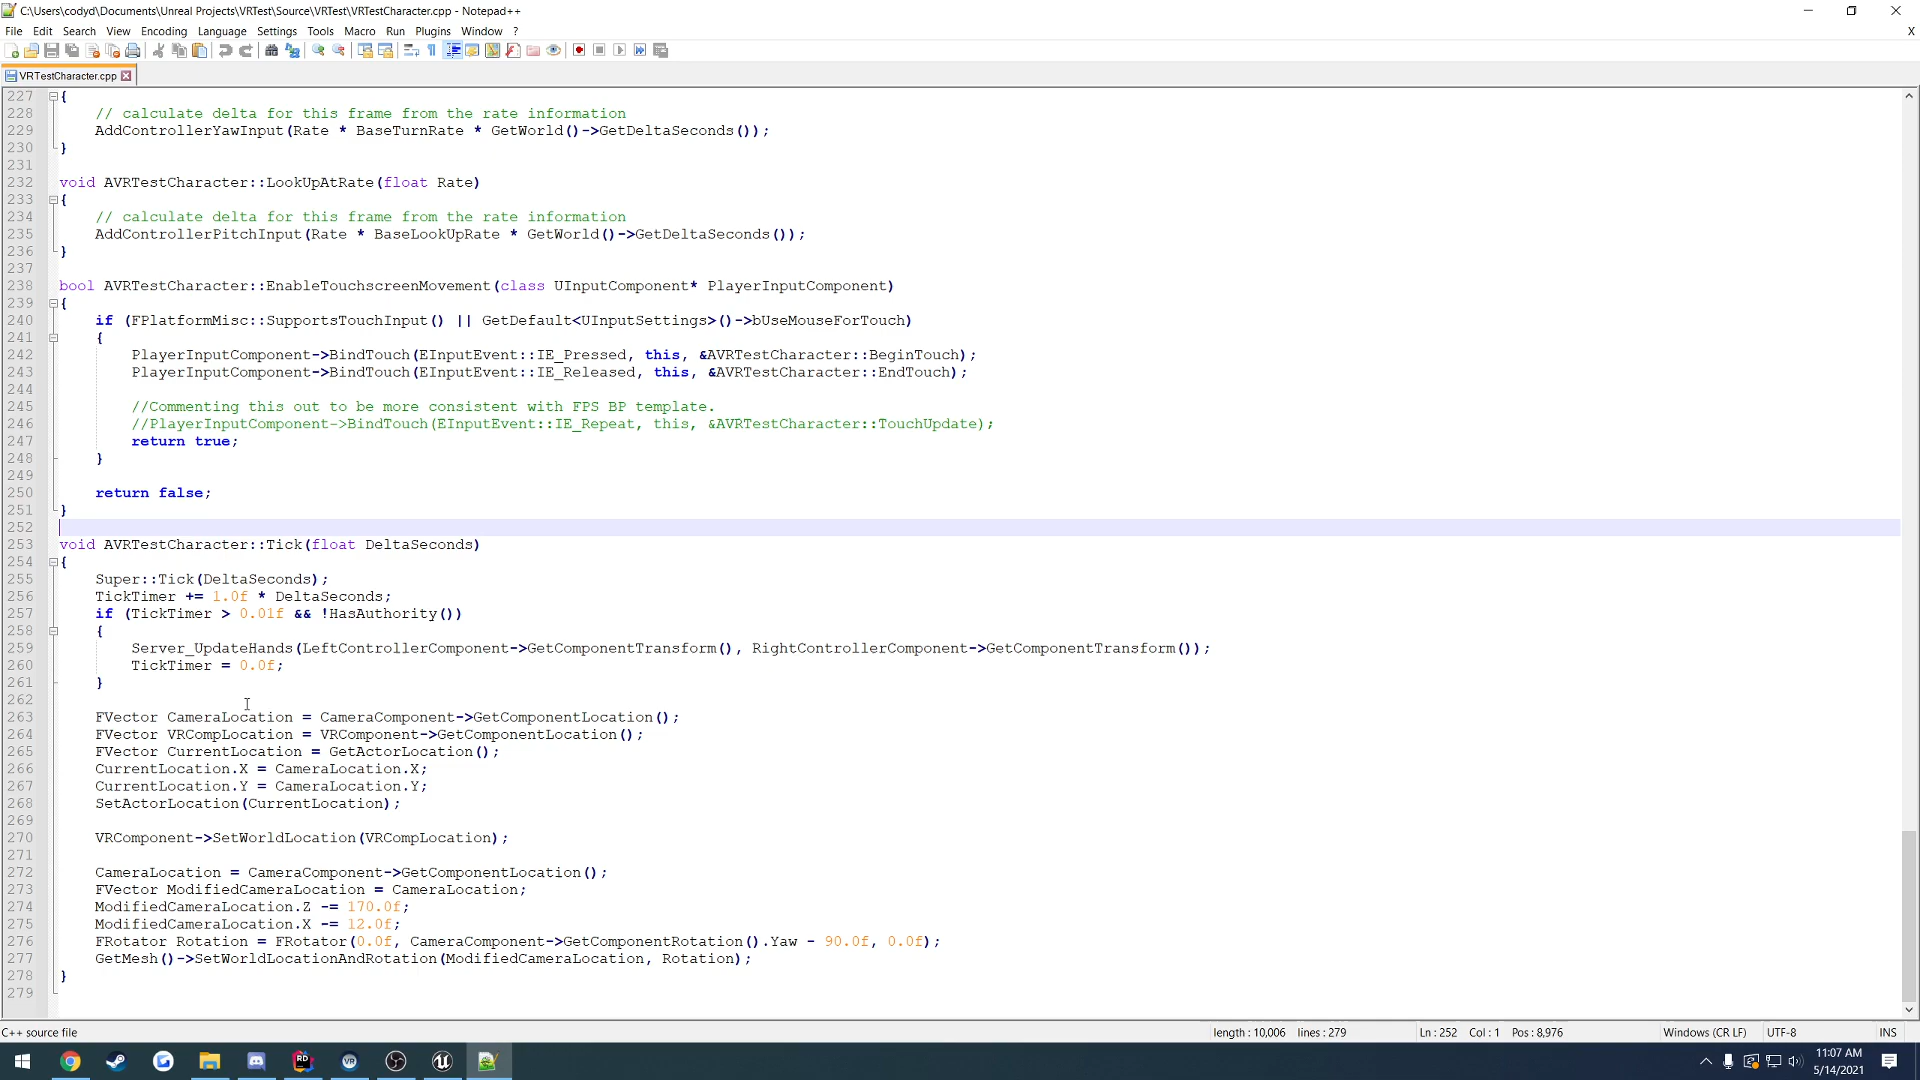 C:\Users\codyd\Documents\Unreal Projects\VRTest\Source\VRTest\VRTestCharacter.cpp - Notepad++
File Edit Search View Encoding Language Settings Tools Macro Run Plugins Window ? X
VRTestCharacter.cpp
227 {
228 // calculate delta for this frame from the rate information
229 AddControllerYawInput(Rate * BaseTurnRate * GetWorld()->GetDeltaSeconds());
230 }
231
232 void AVRTestCharacter::LookUpAtRate(float Rate)
233 {
234 // calculate delta for this frame from the rate information
235 AddControllerPitchInput(Rate * BaseLookUpRate * GetWorld()->GetDeltaSeconds());
236 }
237
238 bool AVRTestCharacter::EnableTouchscreenMovement(class UInputComponent* PlayerInputComponent)
239 {
240 if (FPlatformMisc::SupportsTouchInput() || GetDefault<UInputSettings>()->bUseMouseForTouch)
241 {
242 PlayerInputComponent->BindTouch(EInputEvent::IE_Pressed, this, &AVRTestCharacter::BeginTouch);
243 PlayerInputComponent->BindTouch(EInputEvent::IE_Released, this, &AVRTestCharacter::EndTouch);
244
245 //Commenting this out to be more consistent with FPS BP template.
246 //PlayerInputComponent->BindTouch(EInputEvent::IE_Repeat, this, &AVRTestCharacter::TouchUpdate);
247 return true;
248 }
249
250 return false;
251 }
252
253 void AVRTestCharacter::Tick(float DeltaSeconds)
254 {
255 Super::Tick(DeltaSeconds);
256 TickTimer += 1.0f * DeltaSeconds;
257 if (TickTimer > 0.01f && !HasAuthority())
258 {
259 Server_UpdateHands(LeftControllerComponent->GetComponentTransform(), RightControllerComponent->GetComponentTransform());
260 TickTimer = 0.0f;
261 }
262
263 FVector CameraLocation = CameraComponent->GetComponentLocation();
264 FVector VRCompLocation = VRComponent->GetComponentLocation();
265 FVector CurrentLocation = GetActorLocation();
266 CurrentLocation.X = CameraLocation.X;
267 CurrentLocation.Y = CameraLocation.Y;
268 SetActorLocation(CurrentLocation);
269
270 VRComponent->SetWorldLocation(VRCompLocation);
271
272 CameraLocation = CameraComponent->GetComponentLocation();
273 FVector ModifiedCameraLocation = CameraLocation;
274 ModifiedCameraLocation.Z -= 170.0f;
275 ModifiedCameraLocation.X -= 12.0f;
276 FRotator Rotation = FRotator(0.0f, CameraComponent->GetComponentRotation().Yaw - 90.0f, 0.0f);
277 GetMesh()->SetWorldLocationAndRotation(ModifiedCameraLocation, Rotation);
278 }
279
C++ source file length : 10,006 lines : 279 Ln : 252 Col : 1 Pos : 8,976 Windows (CR LF) UTF-8 INS
11:07 AM
5/14/2021